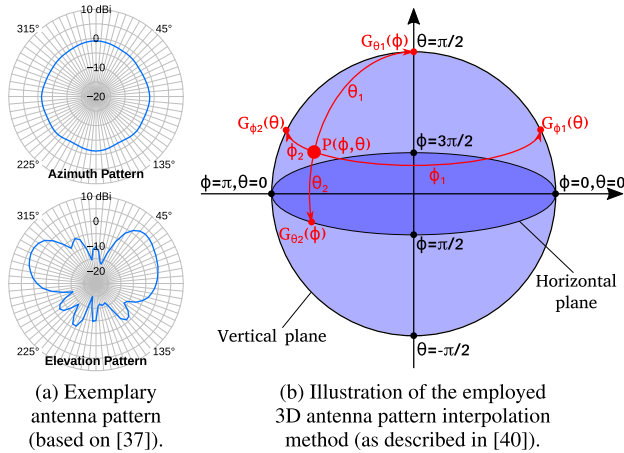 10 dBi
315°
45°
0
−10
−20
225°
135°
Azimuth Pattern
10 dBi
315°
45°
0
−10
−20
225°
135°
Elevation Pattern
(a) Exemplary
antenna pattern
(based on [37]).
Gθ1(ϕ)
θ=π/2
θ1
Gϕ2(θ)
Gϕ1(θ)
P(ϕ,θ)
ϕ2
ϕ=3π/2
ϕ1
θ2
ϕ=π,θ=0
ϕ=0,θ=0
Gθ2(ϕ)
ϕ=π/2
Horizontal
plane
Vertical plane
θ=-π/2
(b) Illustration of the employed
3D antenna pattern interpolation
method (as described in [40]).